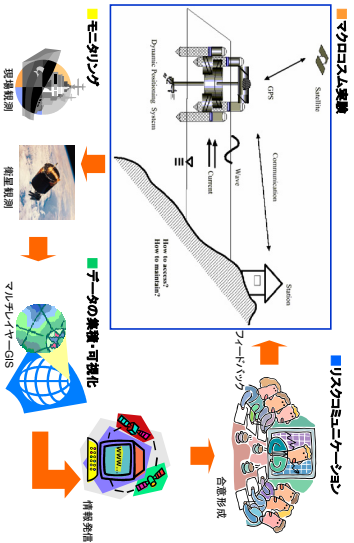 マクロコスム実験
Satellite
GPS
Communication
Station
Wave
Current
Dynamic Positioning System
How to access?
How to maintain?
モニタリング
現場観測
衛星観測
データの集積・可視化
マルチレイヤーGIS
WWW..
情報発信
リスクコミュニケーション
フィードバック
合意形成